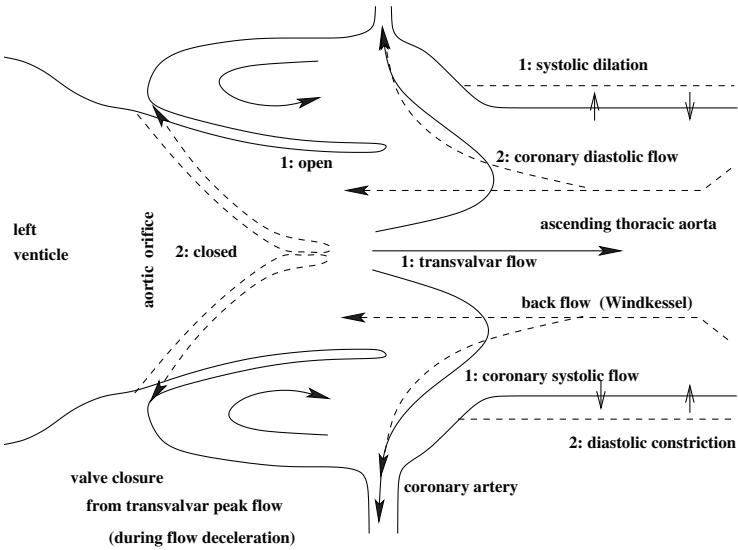 1: systolic dilation
1: open
2: coronary diastolic flow
left
venticle
aortic orifice
2: closed
ascending thoracic aorta
1: transvalvar flow
back flow (Windkessel)
1: coronary systolic flow
2: diastolic constriction
valve closure
from transvalvar peak flow
(during flow deceleration)
coronary artery